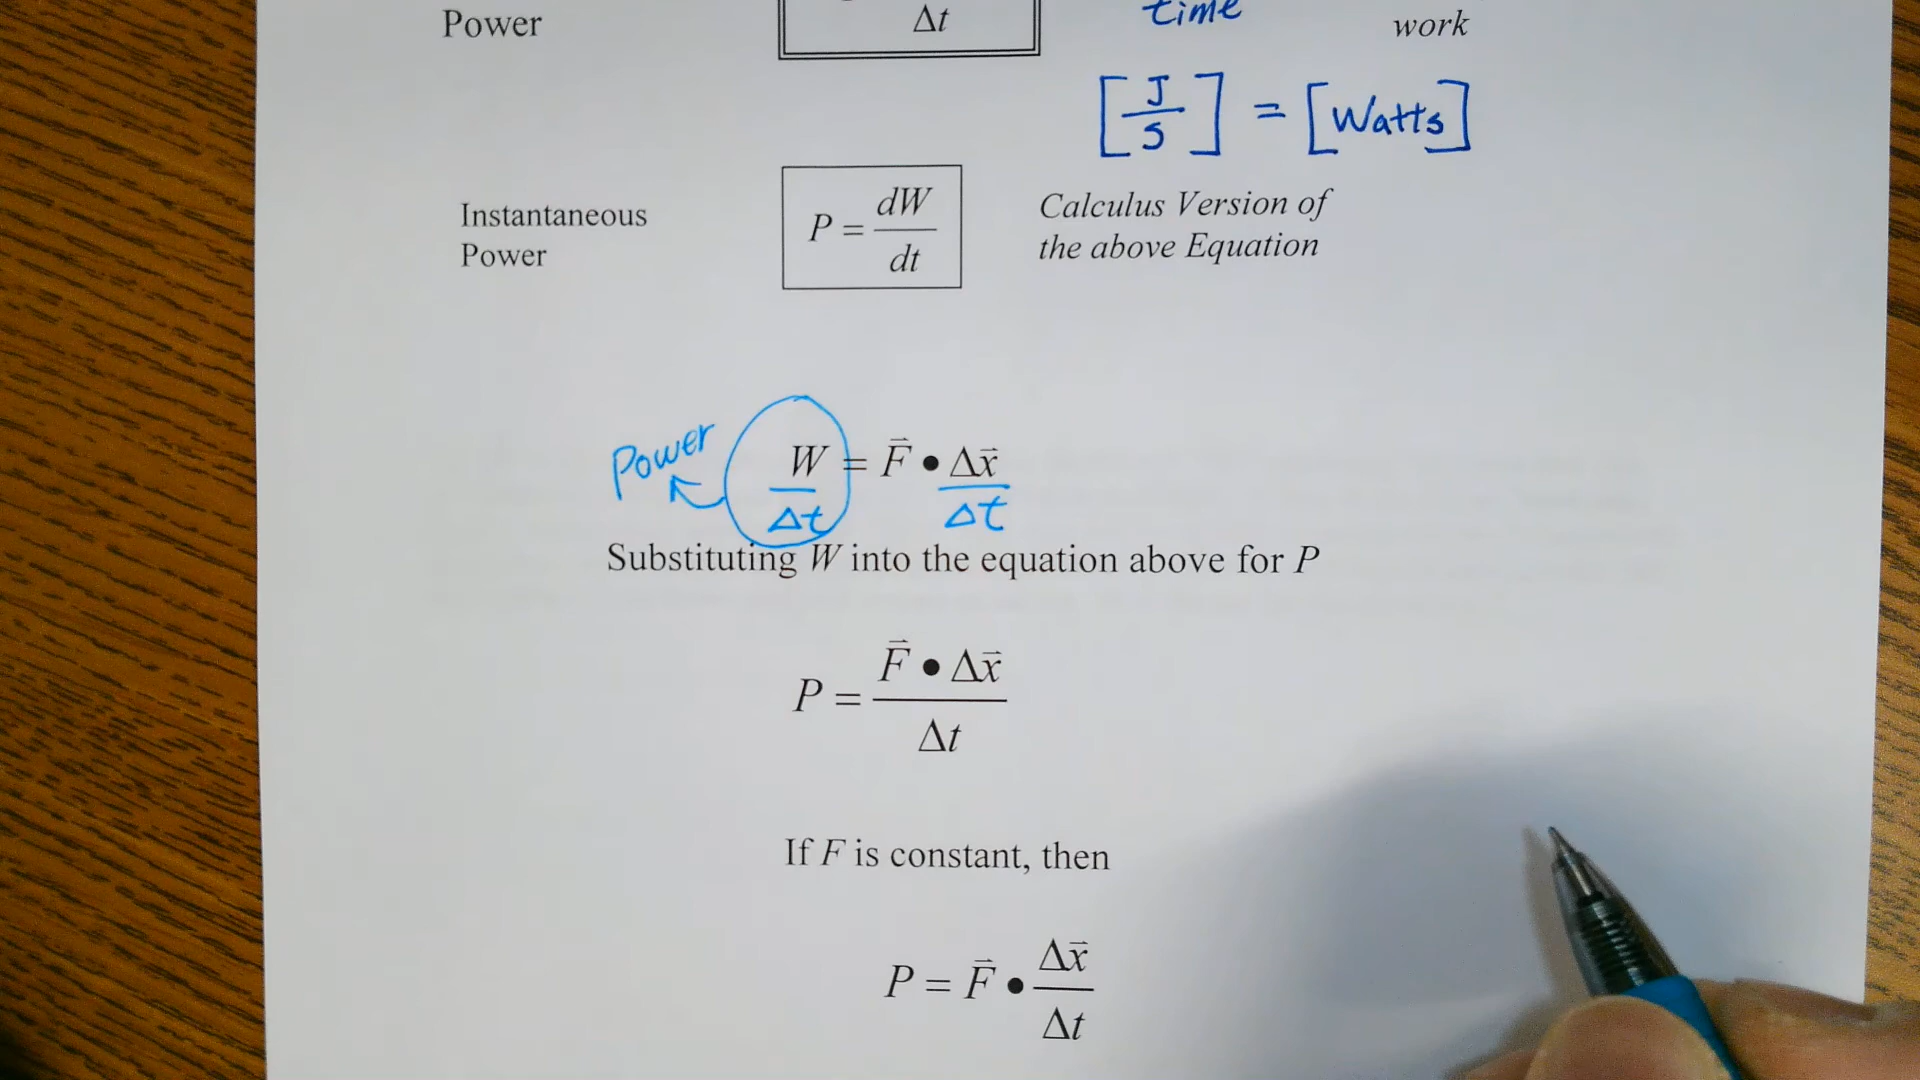 Power
Δt
time
work
[J/s] = [Watts]
Instantaneous
Power
P = dW/dt
Calculus Version of
the above Equation
Power
W/Δt = F⃗ • Δx⃗/Δt
Substituting W into the equation above for P
P = F⃗ • Δx⃗ / Δt
If F is constant, then
P = F⃗ • Δx⃗/Δt